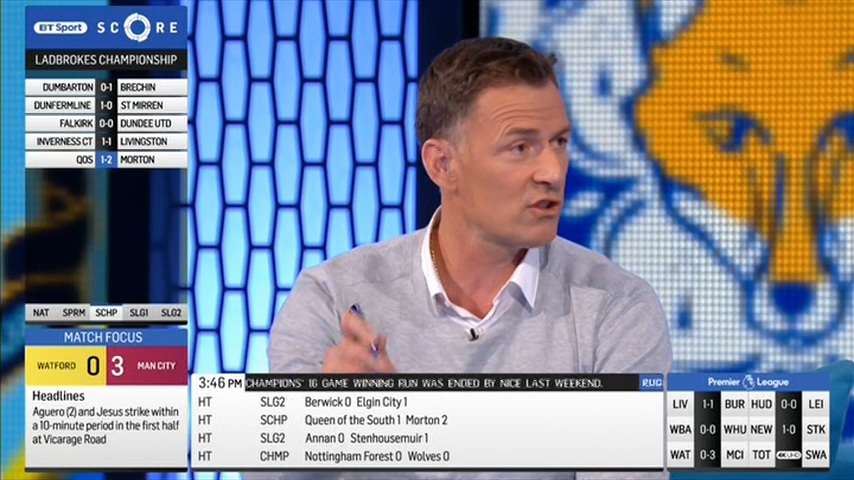 BT Sport SCORE
LADBROKES CHAMPIONSHIP
DUMBARTON 0-1 BRECHIN
DUNFERMLINE 1-0 ST MIRREN
FALKIRK 0-0 DUNDEE UTD
INVERNESS CT 1-1 LIVINGSTON
QOS 1-2 MORTON
NAT SPRM SCHP SLG1 SLG2
MATCH FOCUS
WATFORD 0 3 MAN CITY
Headlines
Aguero (2) and Jesus strike within
a 10-minute period in the first half
at Vicarage Road
3:46 PM CHAMPIONS' 16 GAME WINNING RUN WAS ENDED BY NICE LAST WEEKEND. RUG
HT SLG2 Berwick 0 Elgin City 1
HT SCHP Queen of the South 1 Morton 2
HT SLG2 Annan 0 Stenhousemuir 1
HT CHMP Nottingham Forest 0 Wolves 0
Premier League
LIV 1-1 BUR HUD 0-0 LEI
WBA 0-0 WHU NEW 1-0 STK
WAT 0-3 MCI TOT 4K UHD SWA